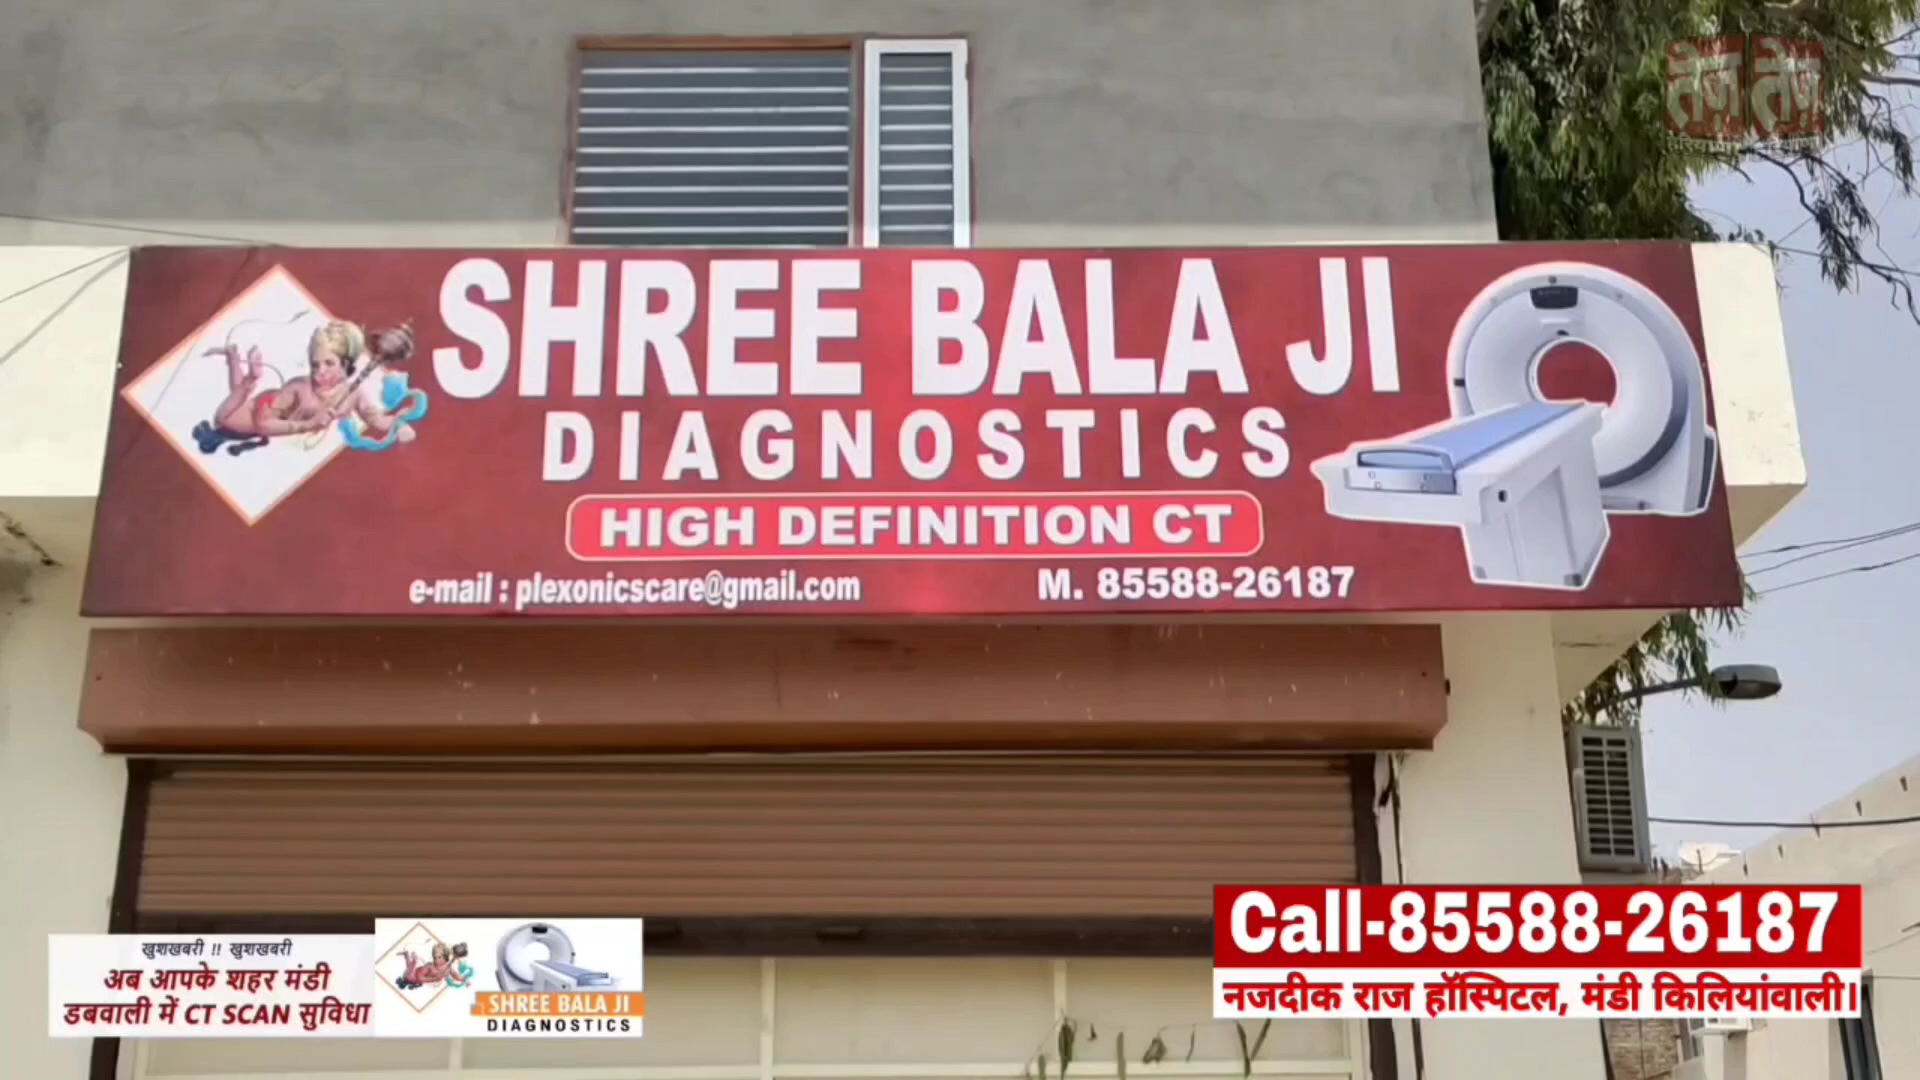 तेज़ तेज़
SHREE BALA JI
DIAGNOSTICS
HIGH DEFINITION CT
e-mail : plexonicscare@gmail.com
M. 85588-26187
खुशखबरी !! खुशखबरी
अब आपके शहर मंडी
डबवाली में CT SCAN सुविधा
SHREE BALA JI
DIAGNOSTICS
Call-85588-26187
नजदीक राज हॉस्पिटल, मंडी किलियांवाली।